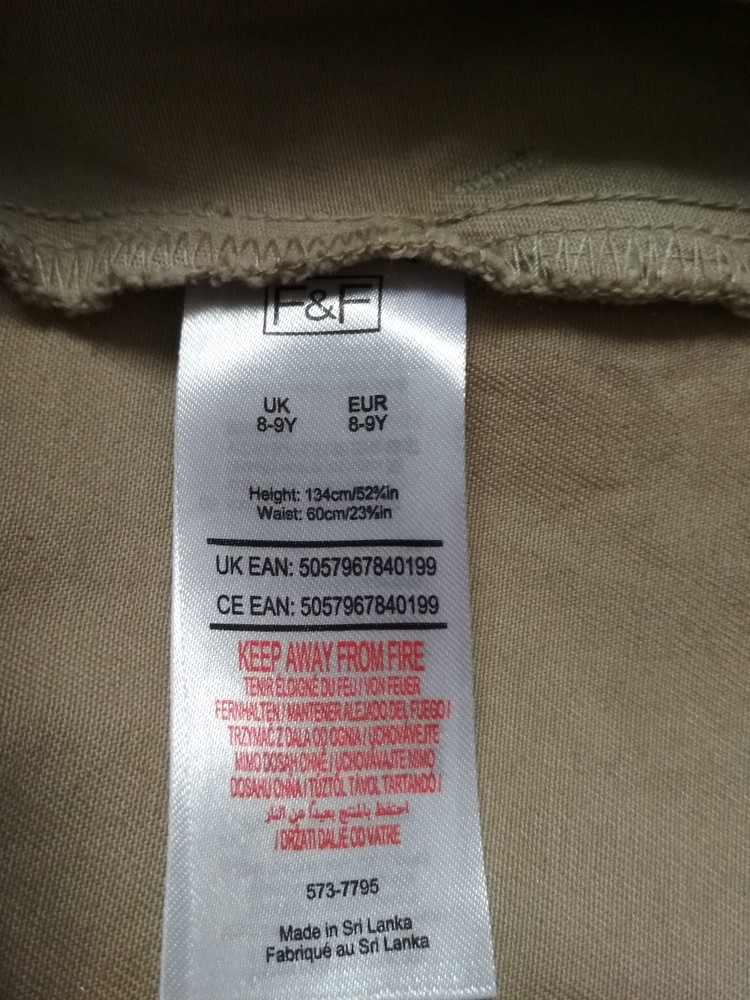 F&F
UK EUR
8-9Y 8-9Y
Height: 134cm/52¾in
Waist: 60cm/23⅝in
UK EAN: 5057967840199
CE EAN: 5057967840199
KEEP AWAY FROM FIRE
TENIR ÉLOIGNÉ DU FEU / VON FEUER
FERNHALTEN / MANTENER ALEJADO DEL FUEGO /
TRZYMAĆ Z DALA OD OGNIA / UCHOVÁVEJTE
MIMO DOSAH OHNĚ / UCHOVÁVAJTE MIMO
DOSAHU OHŇA / TŰZTŐL TÁVOL TARTANDÓ /
احتفظ بالمنتج بعيداً عن النار
/ DRŽATI DALJE OD VATRE
573-7795
Made in Sri Lanka
Fabriqué au Sri Lanka